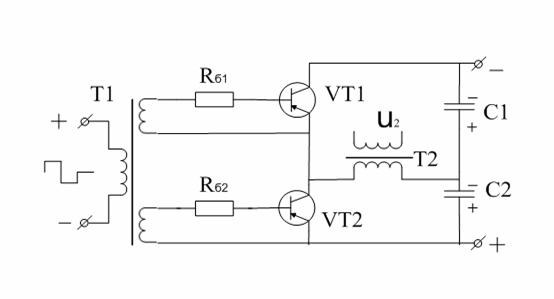 T1
Rб1
VT1
−
−
C1
+
u2
T2
+
−
Rб2
VT2
−
C2
+
+